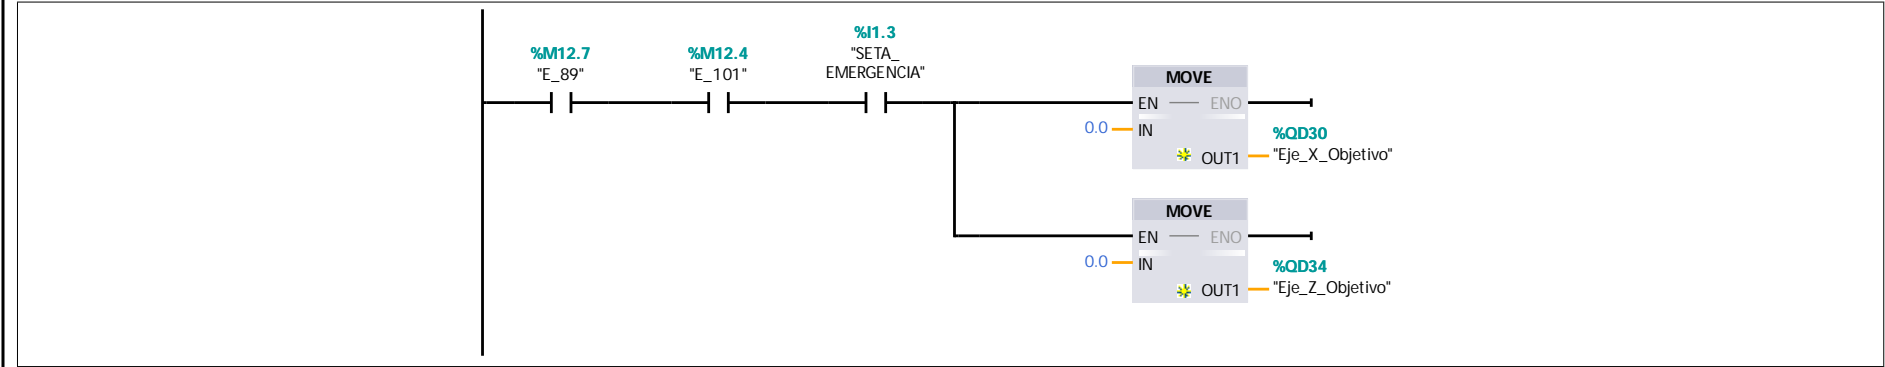 %I1.3
%M12.7 %M12.4 "SETA_
"E_89" "E_101" EMERGENCIA"
MOVE
EN ENO
0.0 IN %QD30
OUT1 "Eje_X_Objetivo"
MOVE
EN ENO
0.0 IN %QD34
OUT1 "Eje_Z_Objetivo"